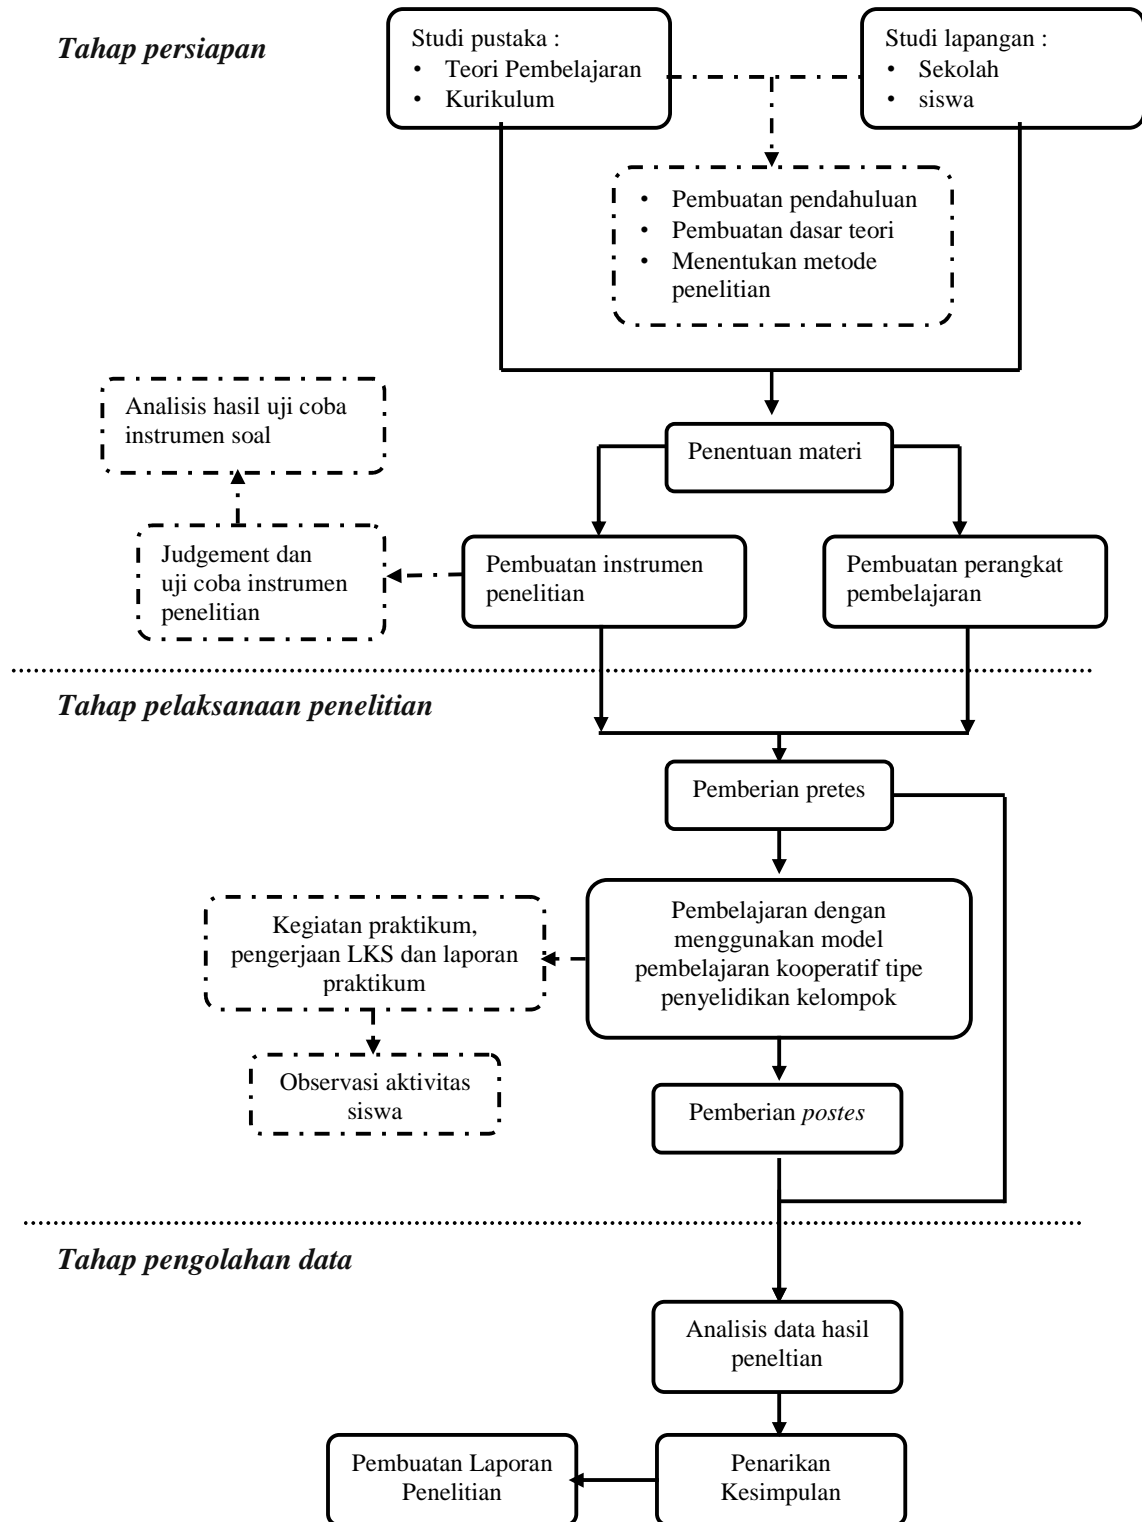 Tahap persiapan
Studi pustaka :
• Teori Pembelajaran
• Kurikulum
Studi lapangan :
• Sekolah
• siswa
• Pembuatan pendahuluan
• Pembuatan dasar teori
• Menentukan metode
penelitian
Analisis hasil uji coba
instrumen soal
Penentuan materi
Judgement dan
uji coba instrumen
penelitian
Pembuatan instrumen
penelitian
Pembuatan perangkat
pembelajaran
Tahap pelaksanaan penelitian
Pemberian pretes
Pembelajaran dengan
menggunakan model
pembelajaran kooperatif tipe
penyelidikan kelompok
Kegiatan praktikum,
pengerjaan LKS dan laporan
praktikum
Observasi aktivitas
siswa
Pemberian postes
Tahap pengolahan data
Analisis data hasil
peneltian
Pembuatan Laporan
Penelitian
Penarikan
Kesimpulan